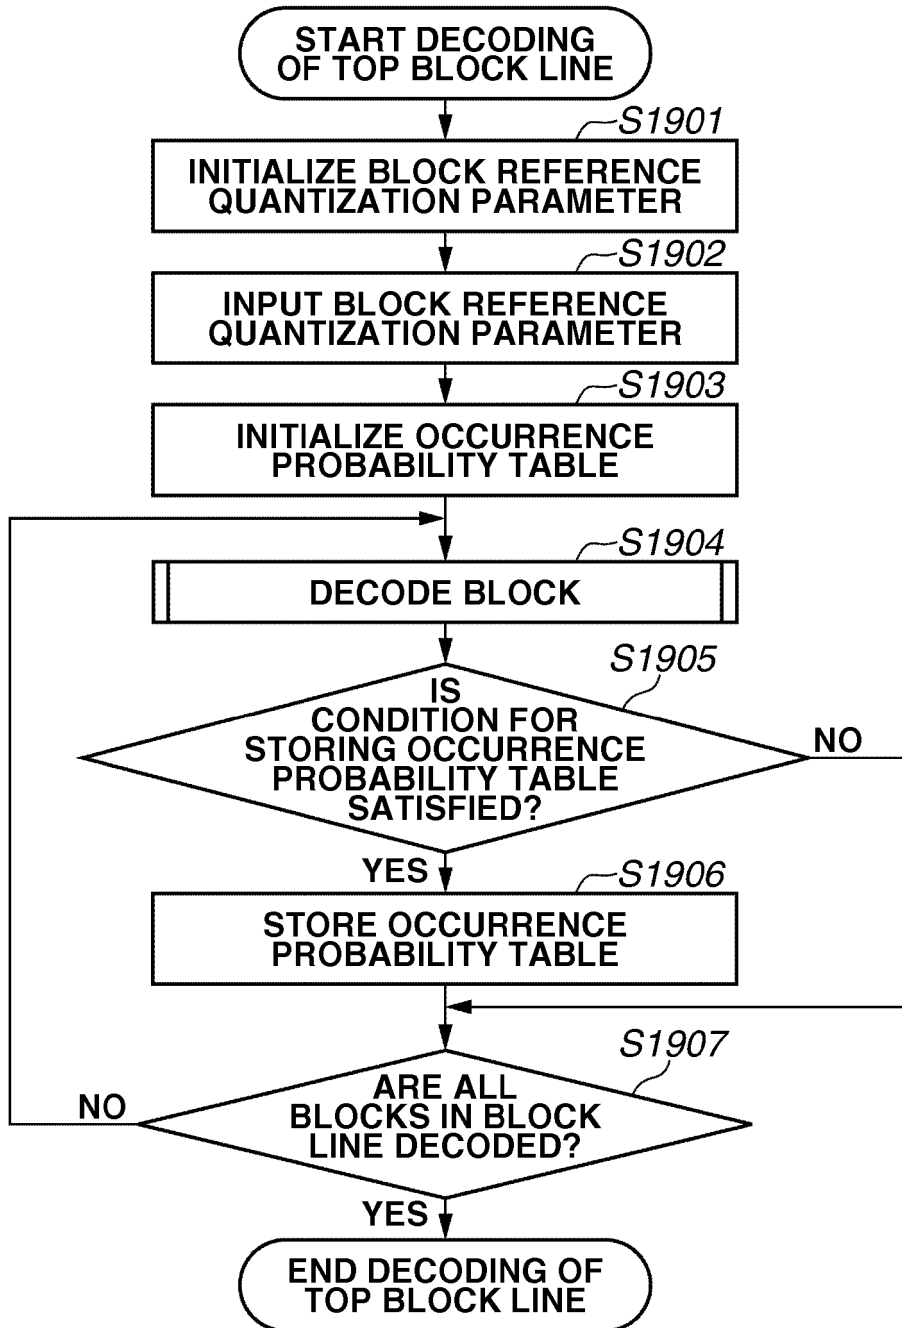 START DECODING
OF TOP BLOCK LINE
S1901
INITIALIZE BLOCK REFERENCE
QUANTIZATION PARAMETER
S1902
INPUT BLOCK REFERENCE
QUANTIZATION PARAMETER
S1903
INITIALIZE OCCURRENCE
PROBABILITY TABLE
S1904
DECODE BLOCK
S1905
IS
CONDITION FOR
STORING OCCURRENCE
PROBABILITY TABLE
SATISFIED?
NO
YES
S1906
STORE OCCURRENCE
PROBABILITY TABLE
S1907
ARE ALL
BLOCKS IN BLOCK
LINE DECODED?
NO
YES
END DECODING OF
TOP BLOCK LINE